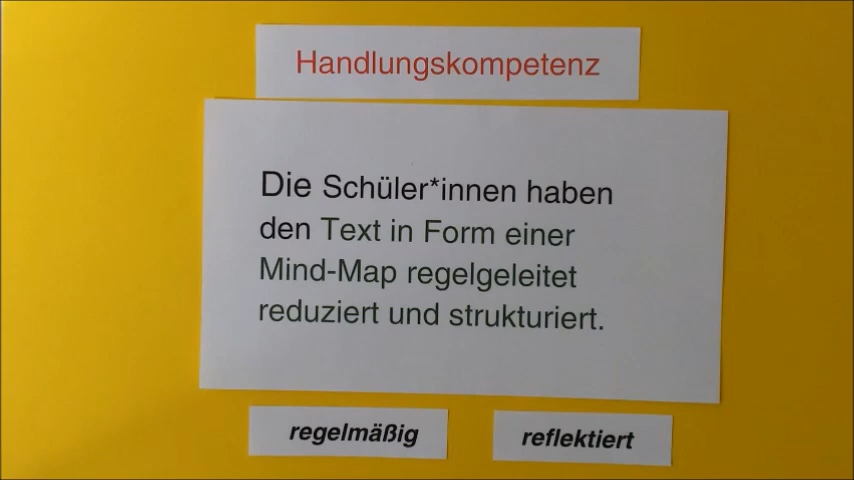 Handlungskompetenz
Die Schüler*innen haben
den Text in Form einer
Mind-Map regelgeleitet
reduziert und strukturiert.
regelmäßig
reflektiert